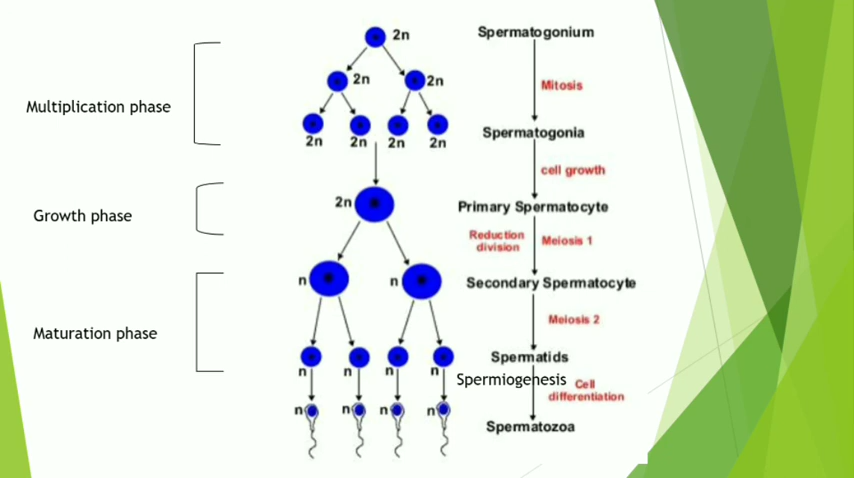 2n
Spermatogonium
2n
2n
Mitosis
Multiplication phase
Spermatogonia
2n
2n
2n
2n
cell growth
2n
Primary Spermatocyte
Growth phase
Reduction
division
Meiosis 1
n
n
Secondary Spermatocyte
Meiosis 2
Maturation phase
Spermatids
n
n
n
n
Spermiogenesis
Cell
differentiation
n
n
n
n
Spermatozoa